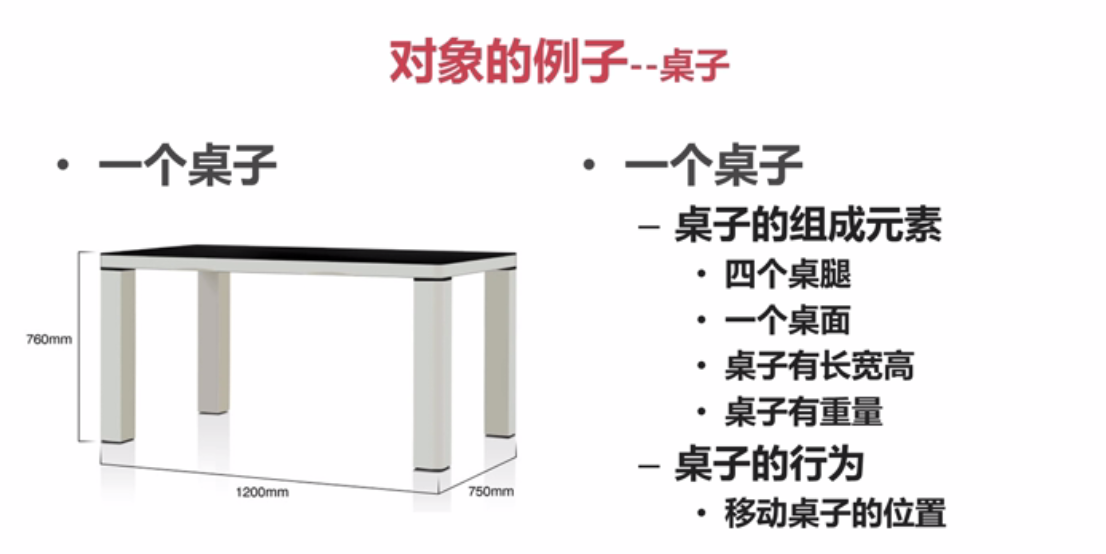 对象的例子--桌子
• 一个桌子
760mm
1200mm
750mm
• 一个桌子
– 桌子的组成元素
• 四个桌腿
• 一个桌面
• 桌子有长宽高
• 桌子有重量
– 桌子的行为
• 移动桌子的位置